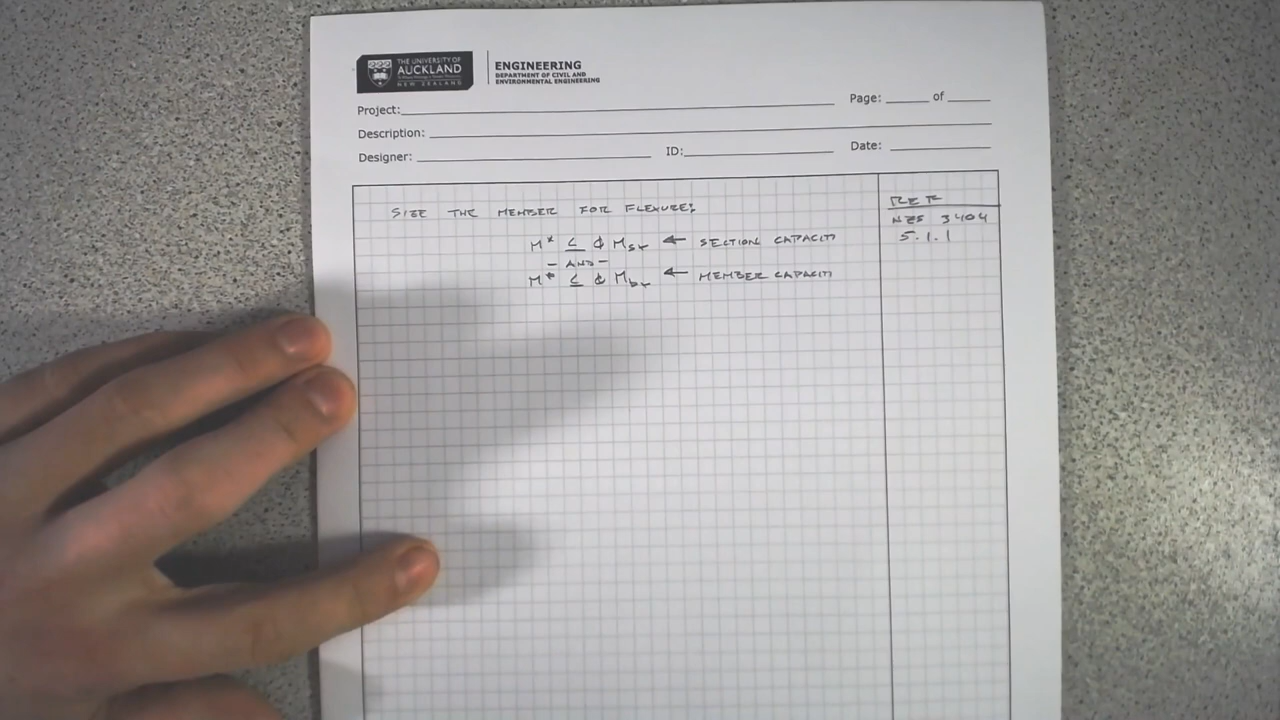 THE UNIVERSITY OF
AUCKLAND
NEW ZEALAND
ENGINEERING
DEPARTMENT OF CIVIL AND
ENVIRONMENTAL ENGINEERING
Project:
Page: of
Description:
Designer: ID: Date:
SIZE THE MEMBER FOR FLEXURE:
REF
NZS 3404
5.1.1
M* ≤ ϕ Msx ← SECTION CAPACITY
- AND -
M* ≤ ϕ Mbx ← MEMBER CAPACITY